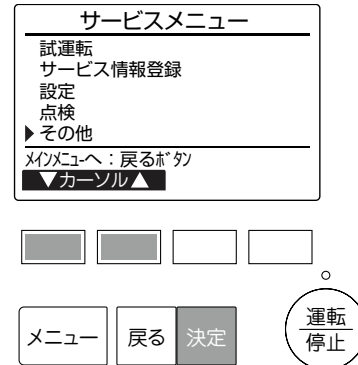 サービスメニュー
試運転
サービス情報登録
設定
点検
▶その他
ﾒｲﾝﾒﾆｭｰへ：戻るﾎﾞﾀﾝ
▼カーソル▲
メニュー 戻る 決定 運転
停止